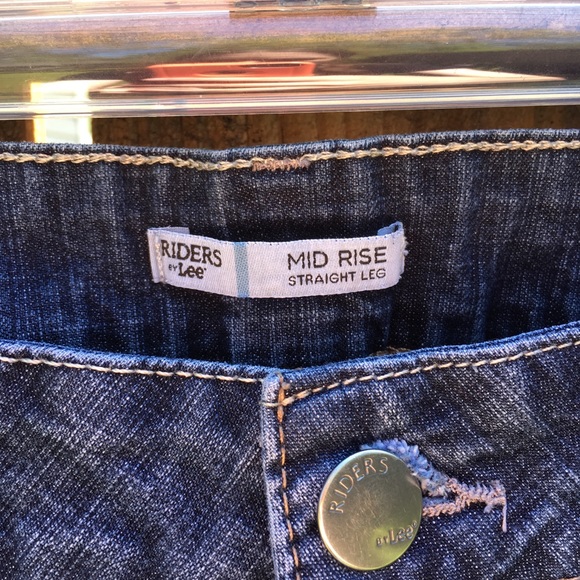 RIDERS
BY Lee®
MID RISE
STRAIGHT LEG
RIDERS
BY Lee®